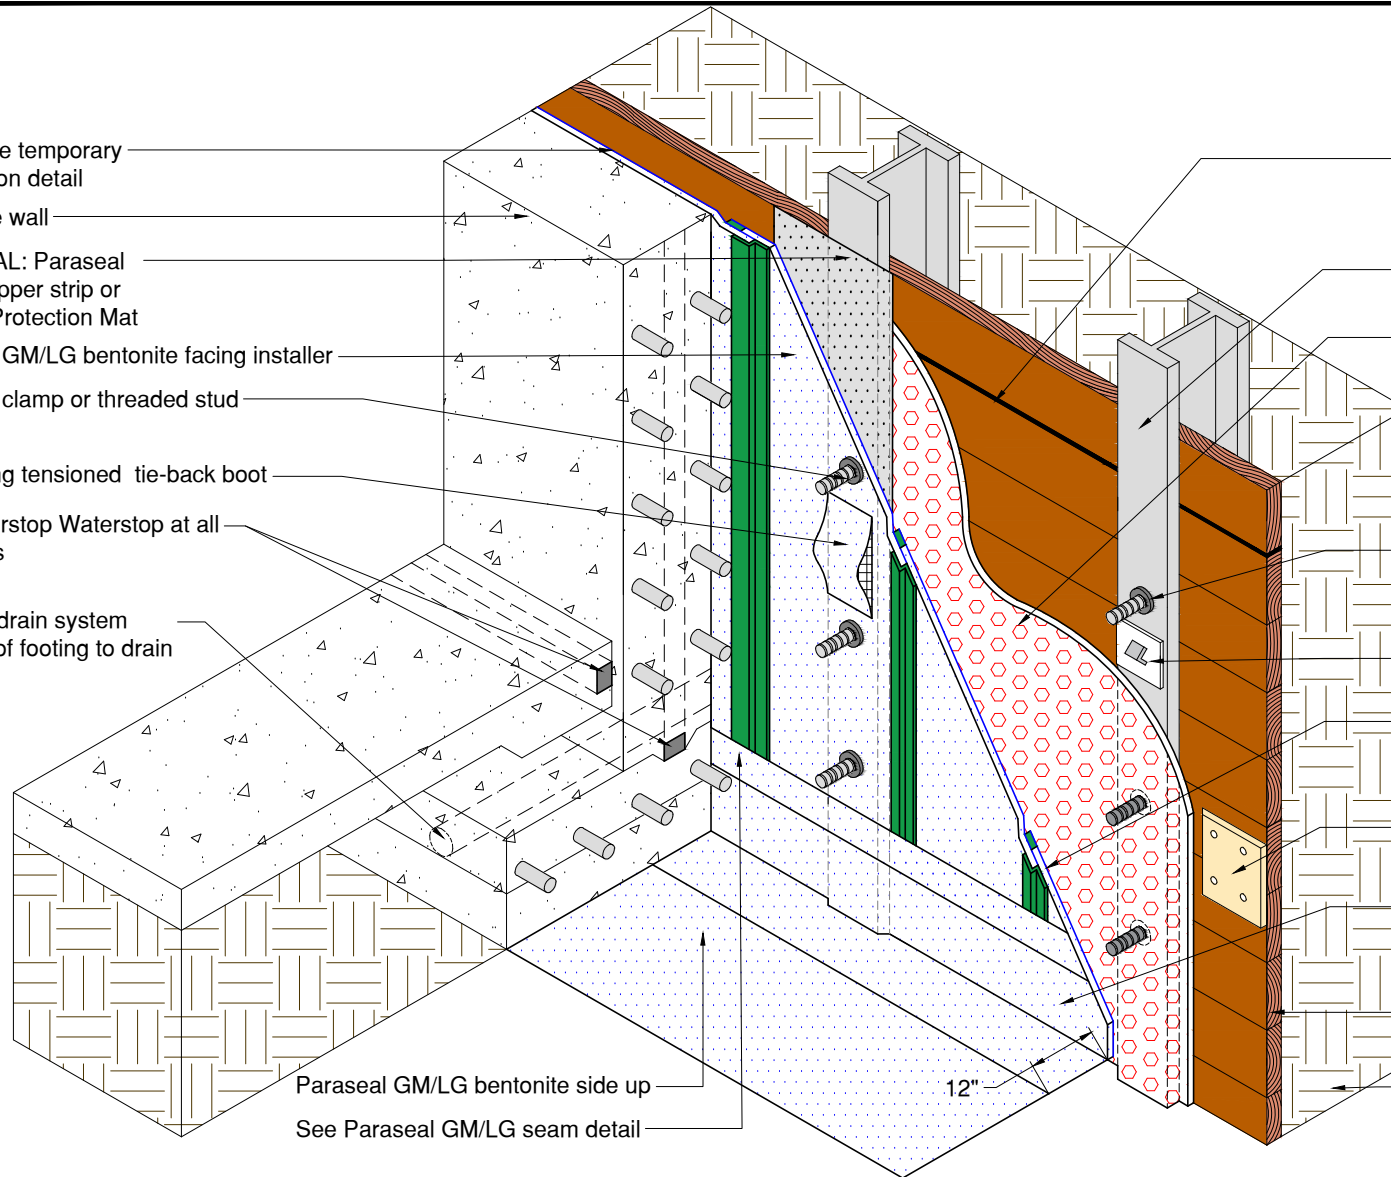 e temporary
on detail
e wall
AL: Paraseal
pper strip or
Protection Mat
GM/LG bentonite facing installer
clamp or threaded stud
ng tensioned tie-back boot
rstop Waterstop at all
s
drain system
of footing to drain
Paraseal GM/LG bentonite side up
12"
See Paraseal GM/LG seam detail